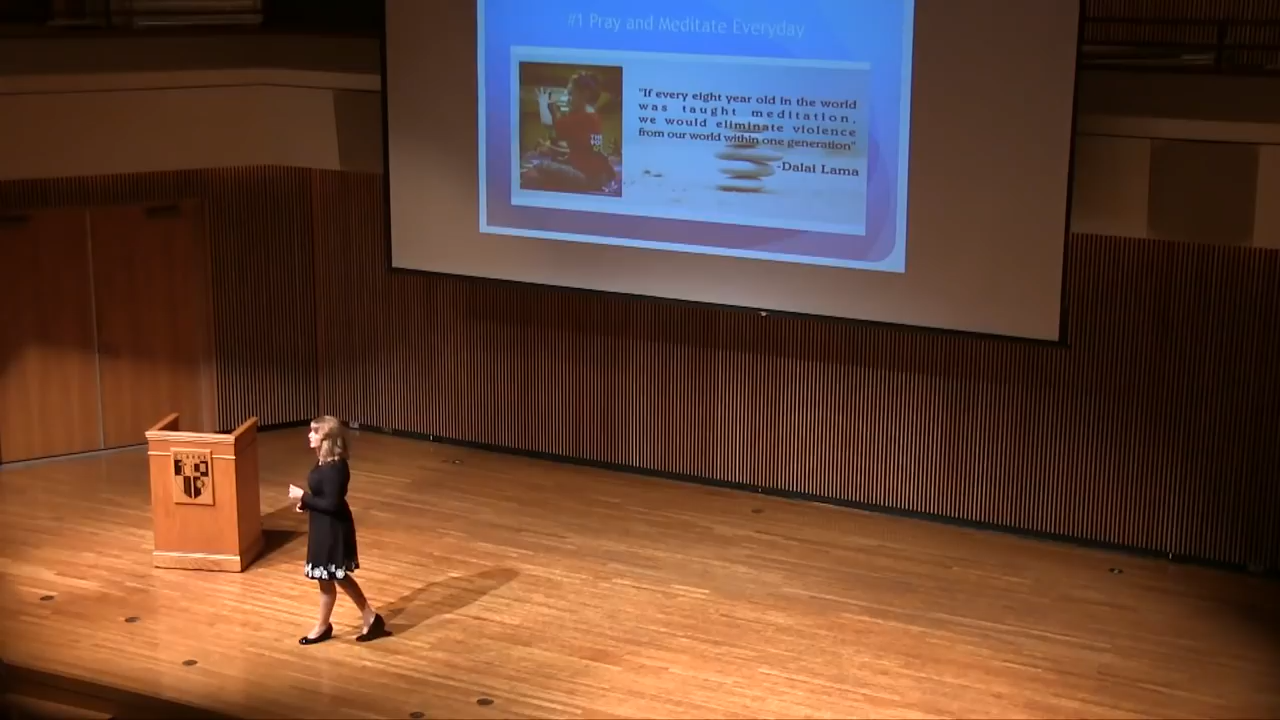 #1 Pray and Meditate Everyday
"If every eight year old in the world
was taught meditation,
we would eliminate violence
from our world within one generation"
-Dalai Lama